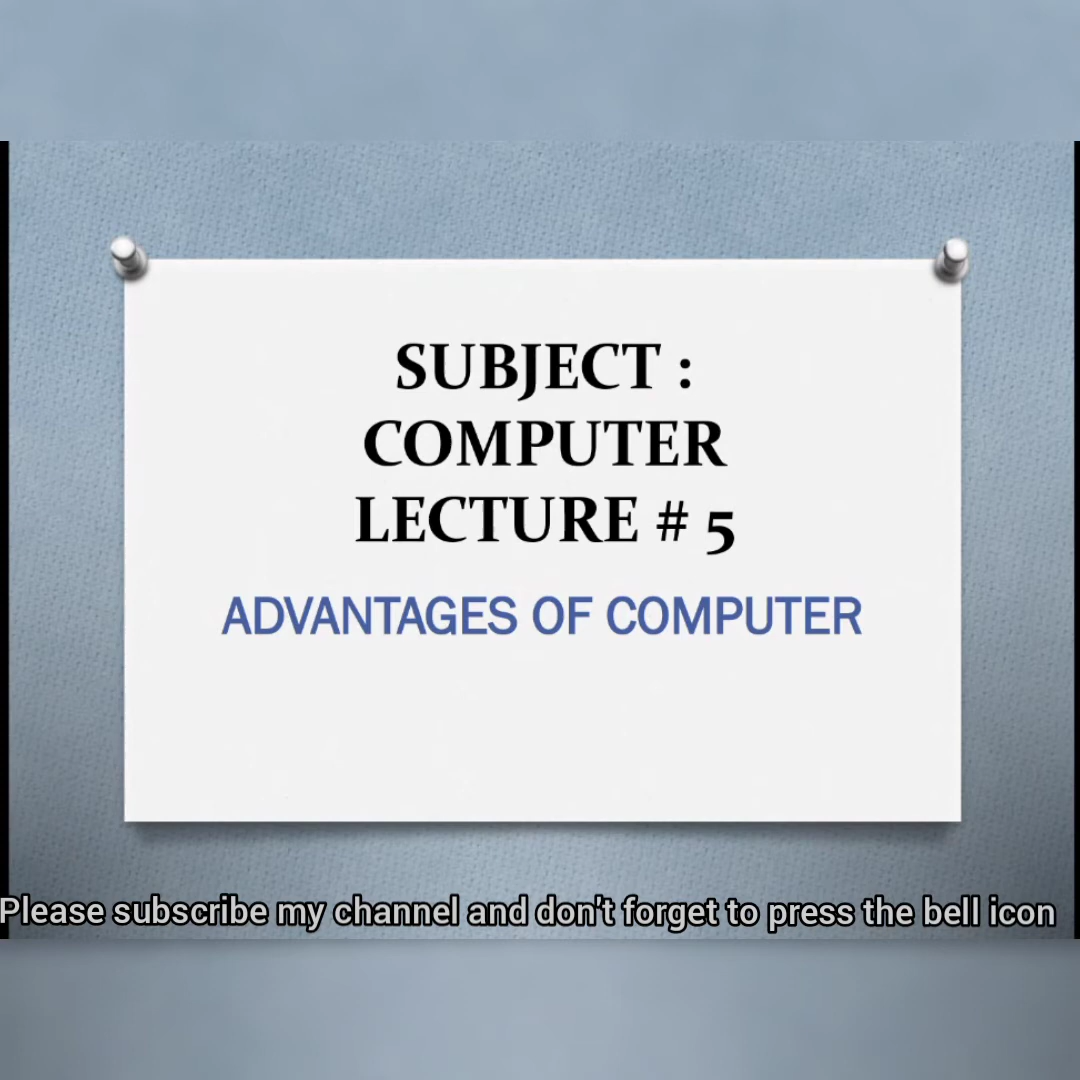 SUBJECT :
COMPUTER
LECTURE # 5
ADVANTAGES OF COMPUTER
Please subscribe my channel and don't forget to press the bell icon